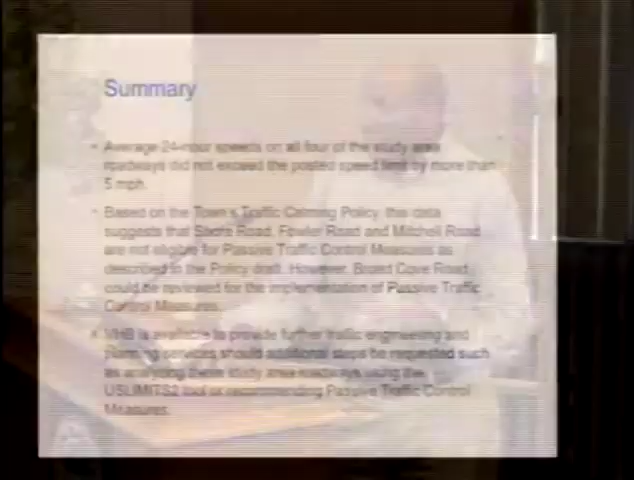 Summary
• Average 24-hour speeds on all four of the study area
roadways did not exceed the posted speed limit by more than
5 mph.
• Based on the Town's Traffic Calming Policy, this data
suggests that Shore Road, Fowler Road and Mitchell Road
are not eligible for Passive Traffic Control Measures as
described in the Policy draft. However, Broad Cove Road
could be reviewed for the implementation of Passive Traffic
Control Measures.
• VHB is available to provide further traffic engineering and
planning services should additional steps be requested such
as analyzing these study area roadways using the
USLIMITS2 tool or recommending Passive Traffic Control
Measures.